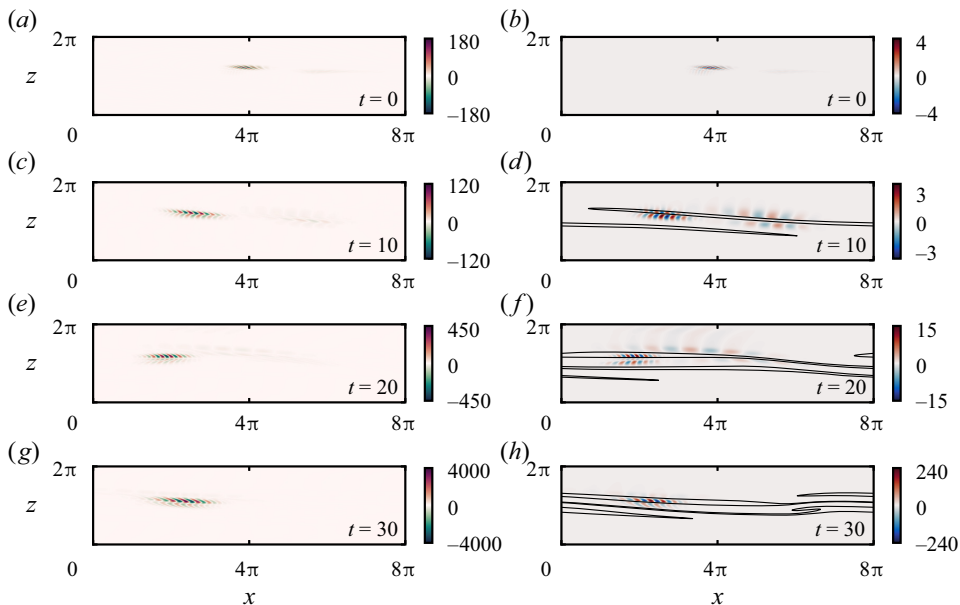 (a) (b)
2π 180 4
z 0 0
t = 0 –180 t = 0 –4
0 4π 8π 0 4π 8π
(c) (d)
2π 120 2π 3
z 0 0
t = 10 –120 t = 10 –3
0 4π 8π 0 4π 8π
(e) (f)
2π 450 2π 15
z 0 0
t = 20 –450 t = 20 –15
0 4π 8π 0 4π 8π
(g) (h)
2π 4000 2π 240
z 0 0
t = 30 –4000 t = 30 –240
0 4π 8π 0 4π 8π
x x